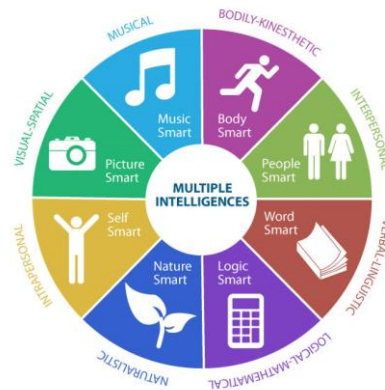 MUSICAL
BODILY-KINESTHETIC
Music
Smart
Body
Smart
VISUAL-SPATIAL
INTERPERSONAL
Picture
Smart
People
Smart
MULTIPLE
INTELLIGENCES
Self
Smart
Word
Smart
INTRAPERSONAL
VERBAL-LINGUISTIC
Nature
Smart
Logic
Smart
NATURALISTIC
LOGICAL-MATHEMATICAL